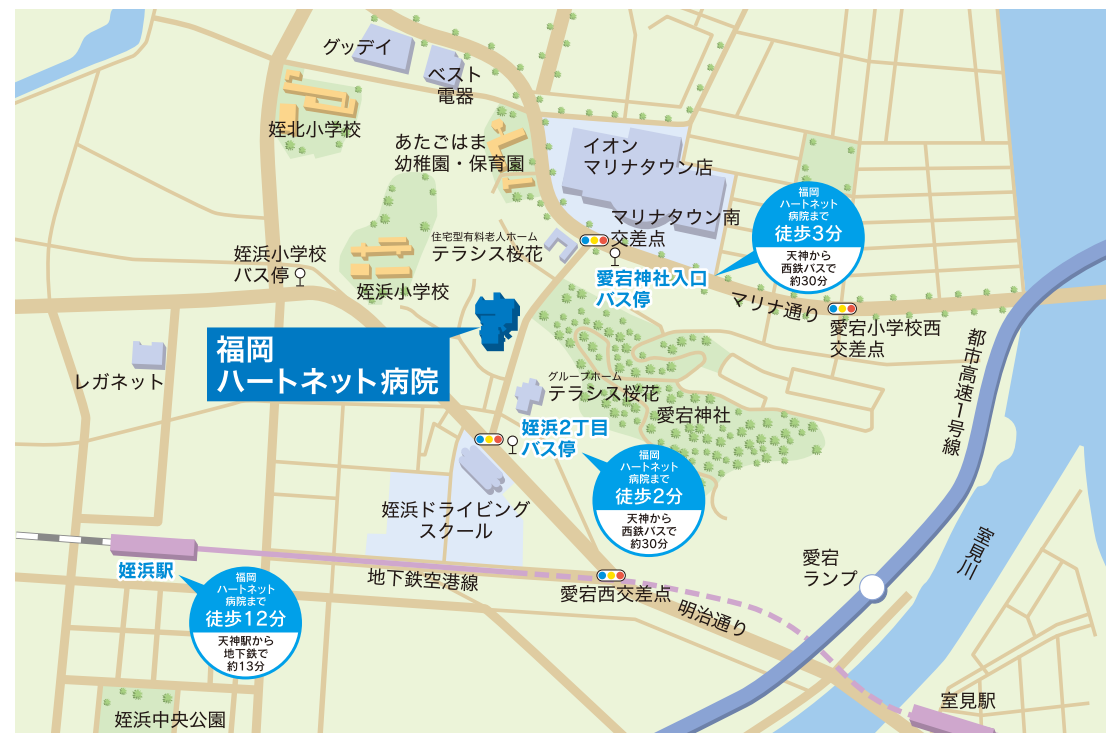 グッデイ
ベスト
電器
姪北小学校
あたごはま
幼稚園・保育園
イオン
マリナタウン店
マリナタウン南
交差点
福岡
ハートネット
病院まで
徒歩3分
天神から
西鉄バスで
約30分
住宅型有料老人ホーム
テラシス桜花
姪浜小学校
バス停
姪浜小学校
愛宕神社入口
バス停
マリナ通り
愛宕小学校西
交差点
都市高速1号線
福岡
ハートネット病院
レガネット
グループホーム
テラシス桜花
愛宕神社
姪浜2丁目
バス停
福岡
ハートネット
病院まで
徒歩2分
天神から
西鉄バスで
約30分
姪浜ドライビング
スクール
室見川
愛宕
ランプ
姪浜駅
地下鉄空港線
愛宕西交差点
明治通り
福岡
ハートネット
病院まで
徒歩12分
天神駅から
地下鉄で
約13分
室見駅
姪浜中央公園